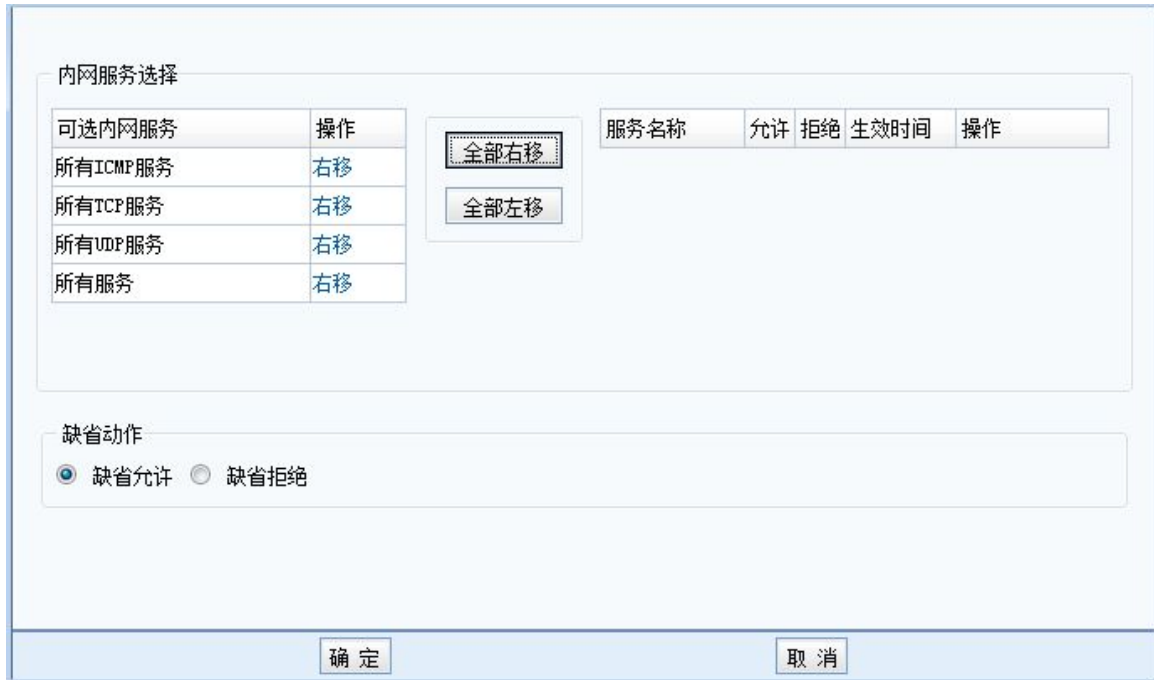 内网服务选择
可选内网服务 操作
所有ICMP服务 右移
所有TCP服务 右移
所有UDP服务 右移
所有服务 右移
全部右移
全部左移
服务名称 允许 拒绝 生效时间 操作
缺省动作
缺省允许 缺省拒绝
确 定 取 消